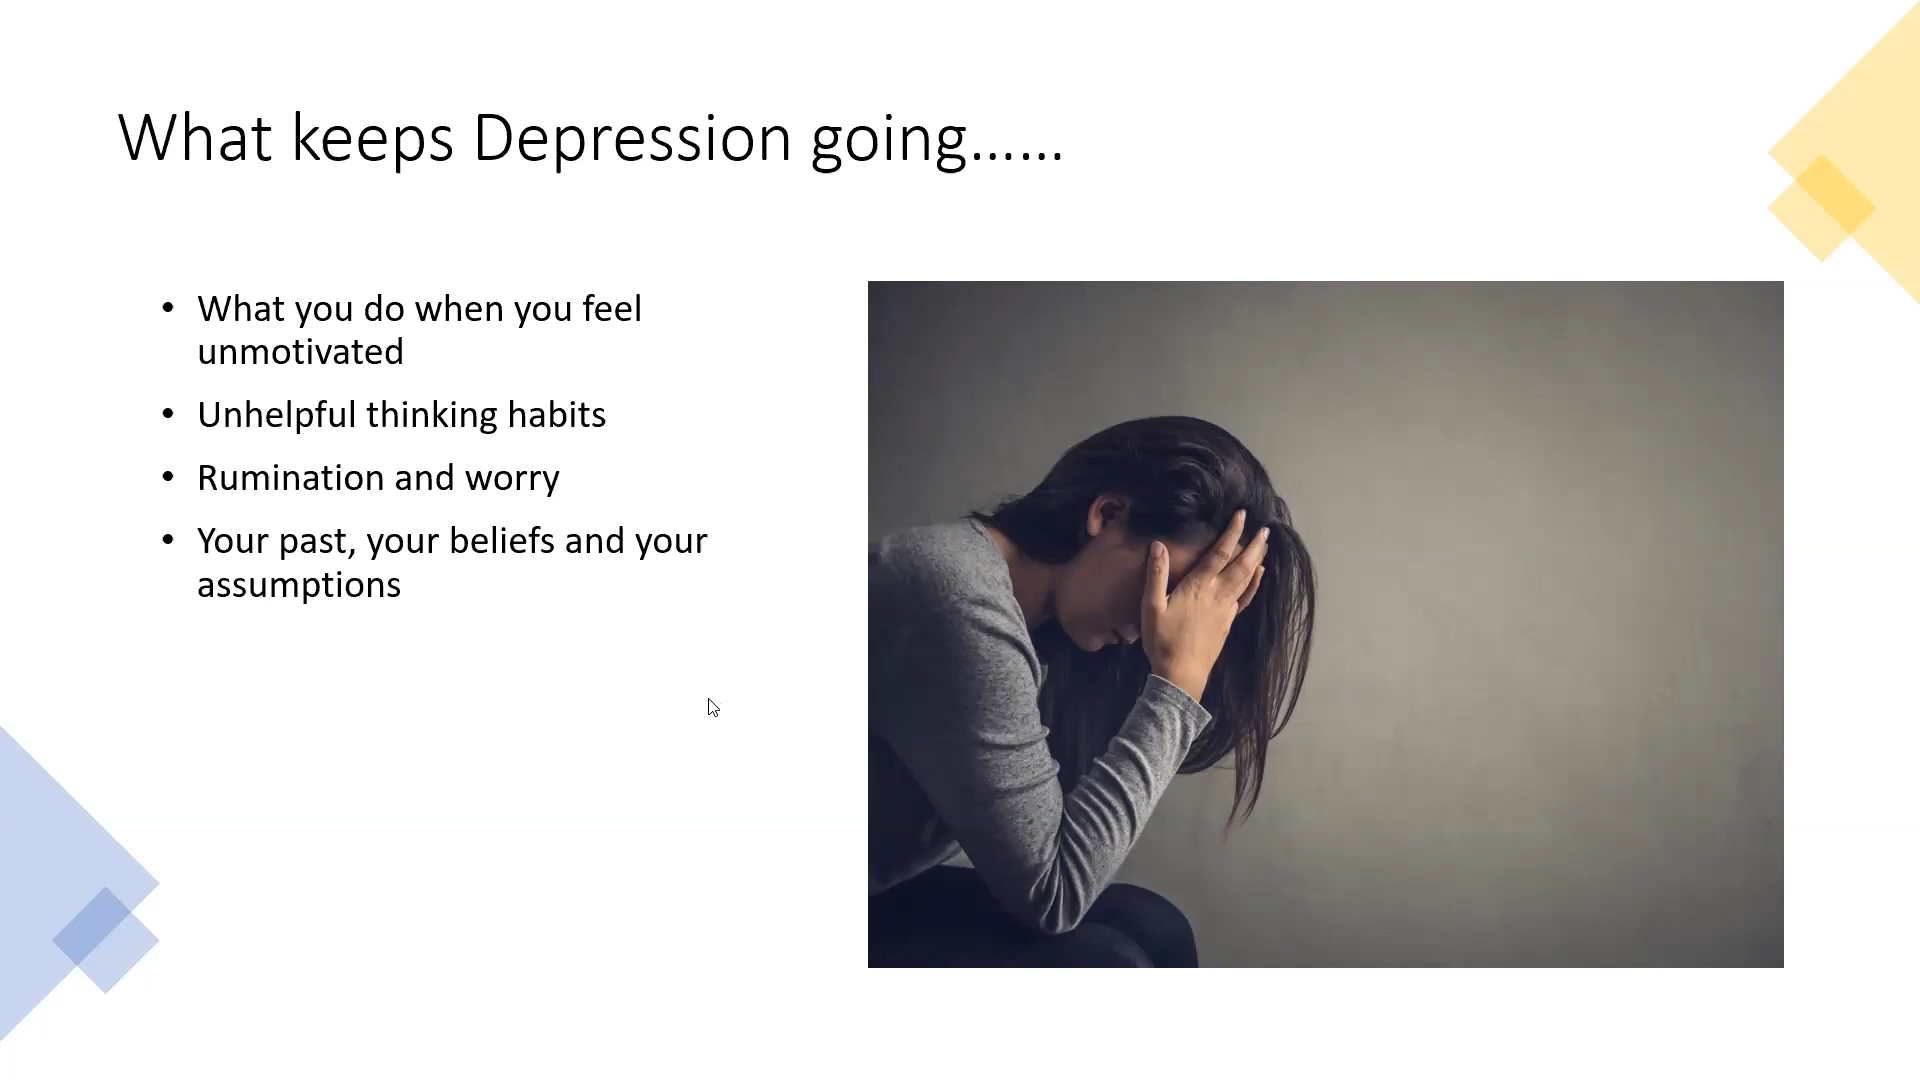 What keeps Depression going......
• What you do when you feel
unmotivated
• Unhelpful thinking habits
• Rumination and worry
• Your past, your beliefs and your
assumptions